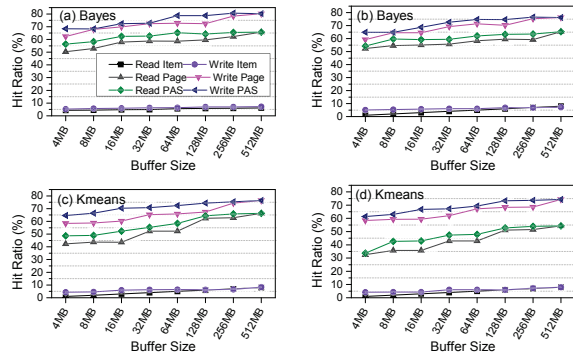 (a) Bayes
Hit Ratio (%)
80
70
60
50
40
30
20
10
0
Read Item
Write Item
Read Page
Write Page
Read PAS
Write PAS
4MB
8MB
16MB
32MB
64MB
128MB
256MB
512MB
Buffer Size
(b) Bayes
Hit Ratio (%)
80
70
60
50
40
30
20
10
0
4MB
8MB
16MB
32MB
64MB
128MB
256MB
512MB
Buffer Size
(c) Kmeans
Hit Ratio (%)
80
70
60
50
40
30
20
10
0
4MB
8MB
16MB
32MB
64MB
128MB
256MB
512MB
Buffer Size
(d) Kmeans
Hit Ratio (%)
80
70
60
50
40
30
20
10
0
4MB
8MB
16MB
32MB
64MB
128MB
256MB
512MB
Buffer Size